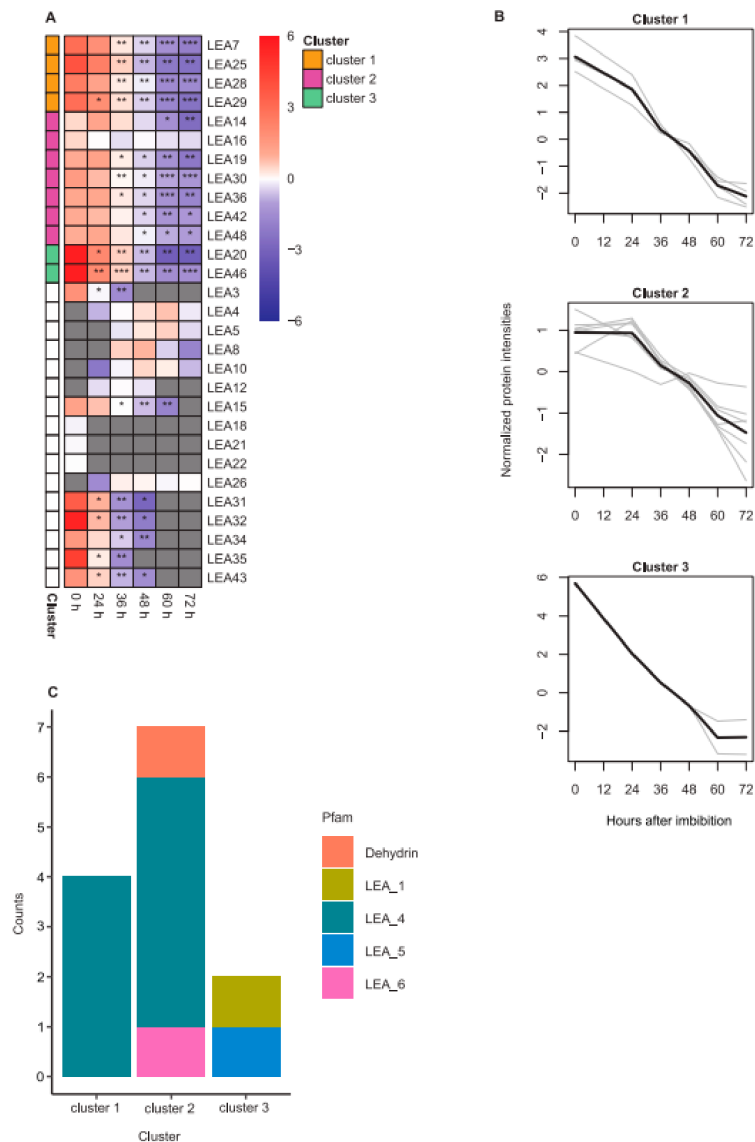 A
6
3
0
−3
−6
Cluster
cluster 1
cluster 2
cluster 3
LEA7 ** ** *** ***
LEA25 ** ** ** **
LEA28 ** ** *** ***
LEA29 * ** ** *** ***
LEA14 * **
LEA16
LEA19 * * ** **
LEA30 ** * *** ***
LEA36 * * *** **
LEA42 * ** *
LEA48 * * *
LEA20 * ** ** ** **
LEA46 ** *** ** ** ***
LEA3 * **
LEA4
LEA5
LEA8
LEA10
LEA12
LEA15 * ** **
LEA18
LEA21
LEA22
LEA26
LEA31 * ** *
LEA32 * ** *
LEA34 * **
LEA35 * **
LEA43 * ** *
Cluster
0 h
24 h
36 h
48 h
60 h
72 h
B
Cluster 1
4
3
2
1
0
−1
−2
0 12 24 36 48 60 72
Cluster 2
1
0
−1
−2
0 12 24 36 48 60 72
Normalized protein intensities
Cluster 3
6
4
2
0
−2
0 12 24 36 48 60 72
Hours after imbibition
C
7
6
5
4
3
2
1
0
Counts
cluster 1 cluster 2 cluster 3
Cluster
Pfam
Dehydrin
LEA_1
LEA_4
LEA_5
LEA_6